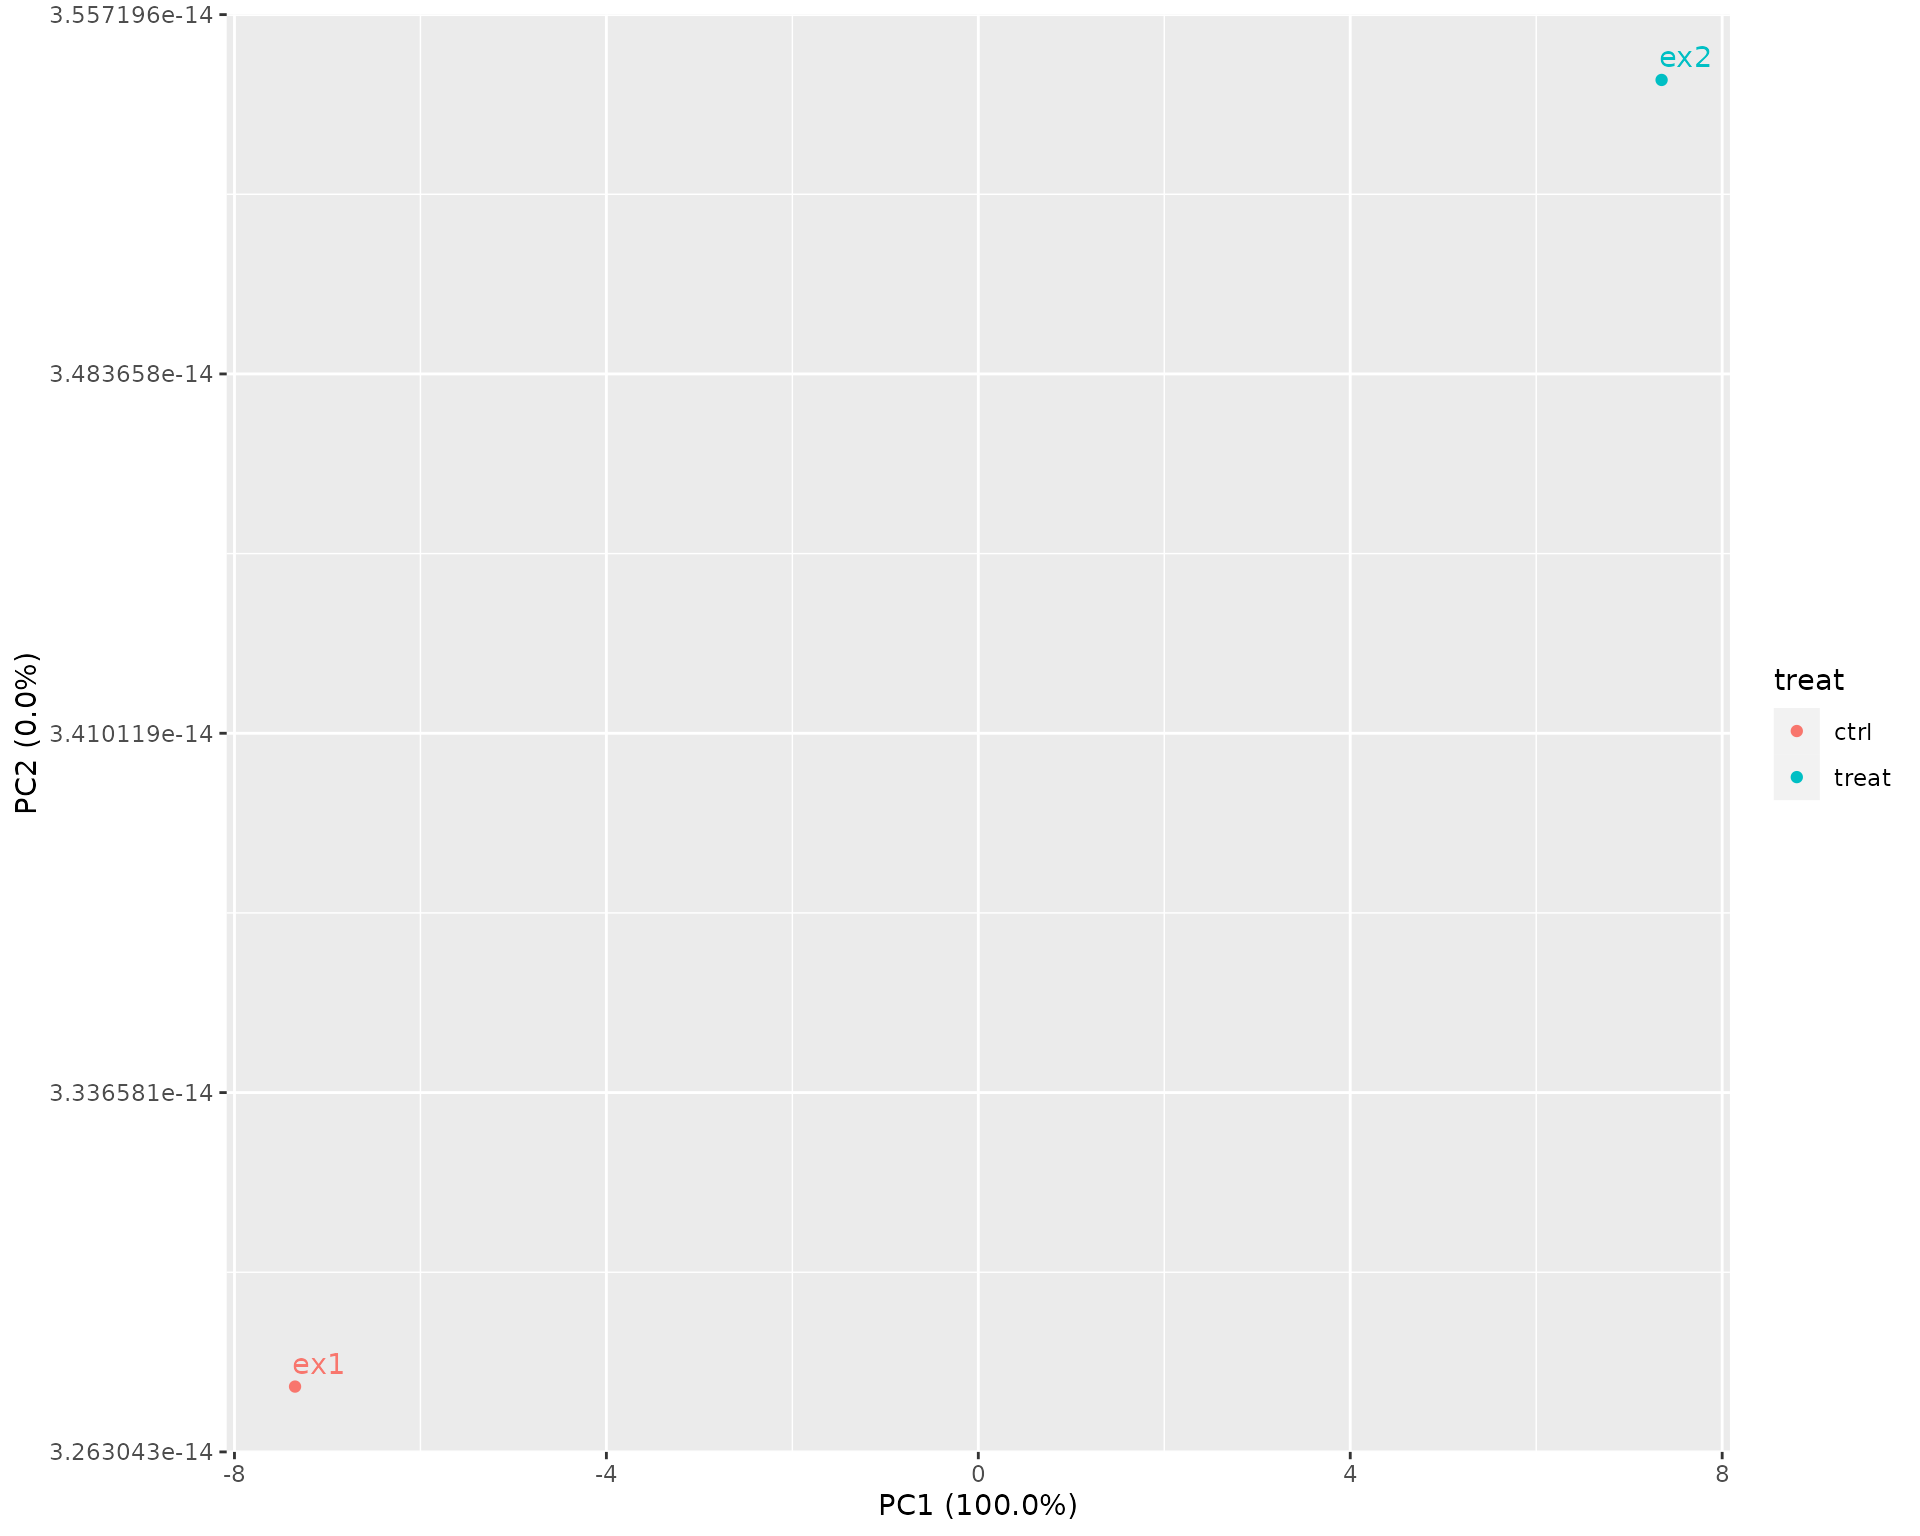 3.557196e-14
ex2
3.483658e-14
PC2 (0.0%)
3.410119e-14
treat
ctrl
treat
3.336581e-14
ex1
3.263043e-14
-8 -4 0 4 8
PC1 (100.0%)